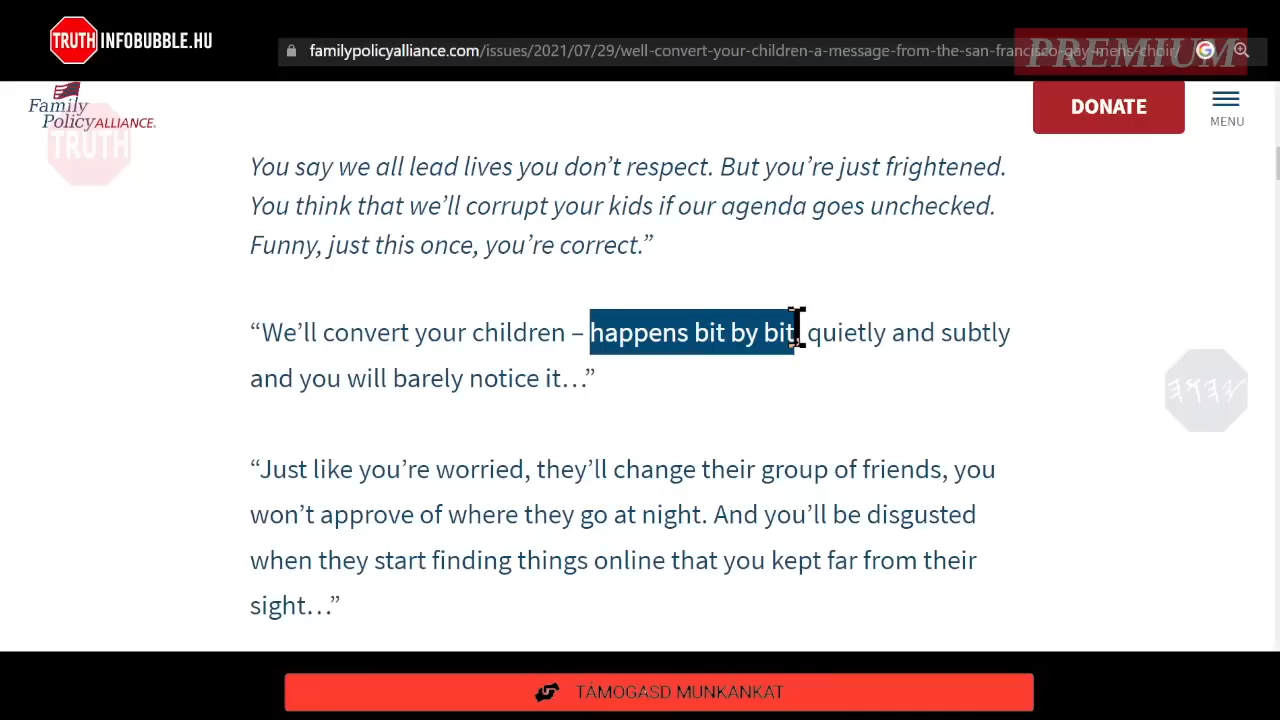 TRUTH INFOBUBBLE.HU
familypolicyalliance.com/issues/2021/07/29/well-convert-your-children-a-message-from-the-san-francisco-gay-mens-choir/
PREMIUM
Family
Policy ALLIANCE.
TRUTH
DONATE
MENU
You say we all lead lives you don’t respect. But you’re just frightened.
You think that we’ll corrupt your kids if our agenda goes unchecked.
Funny, just this once, you’re correct.”
“We’ll convert your children – happens bit by bit, quietly and subtly
and you will barely notice it…”
“Just like you’re worried, they’ll change their group of friends, you
won’t approve of where they go at night. And you’ll be disgusted
when they start finding things online that you kept far from their
sight…”
TÁMOGASD MUNKÁNKAT